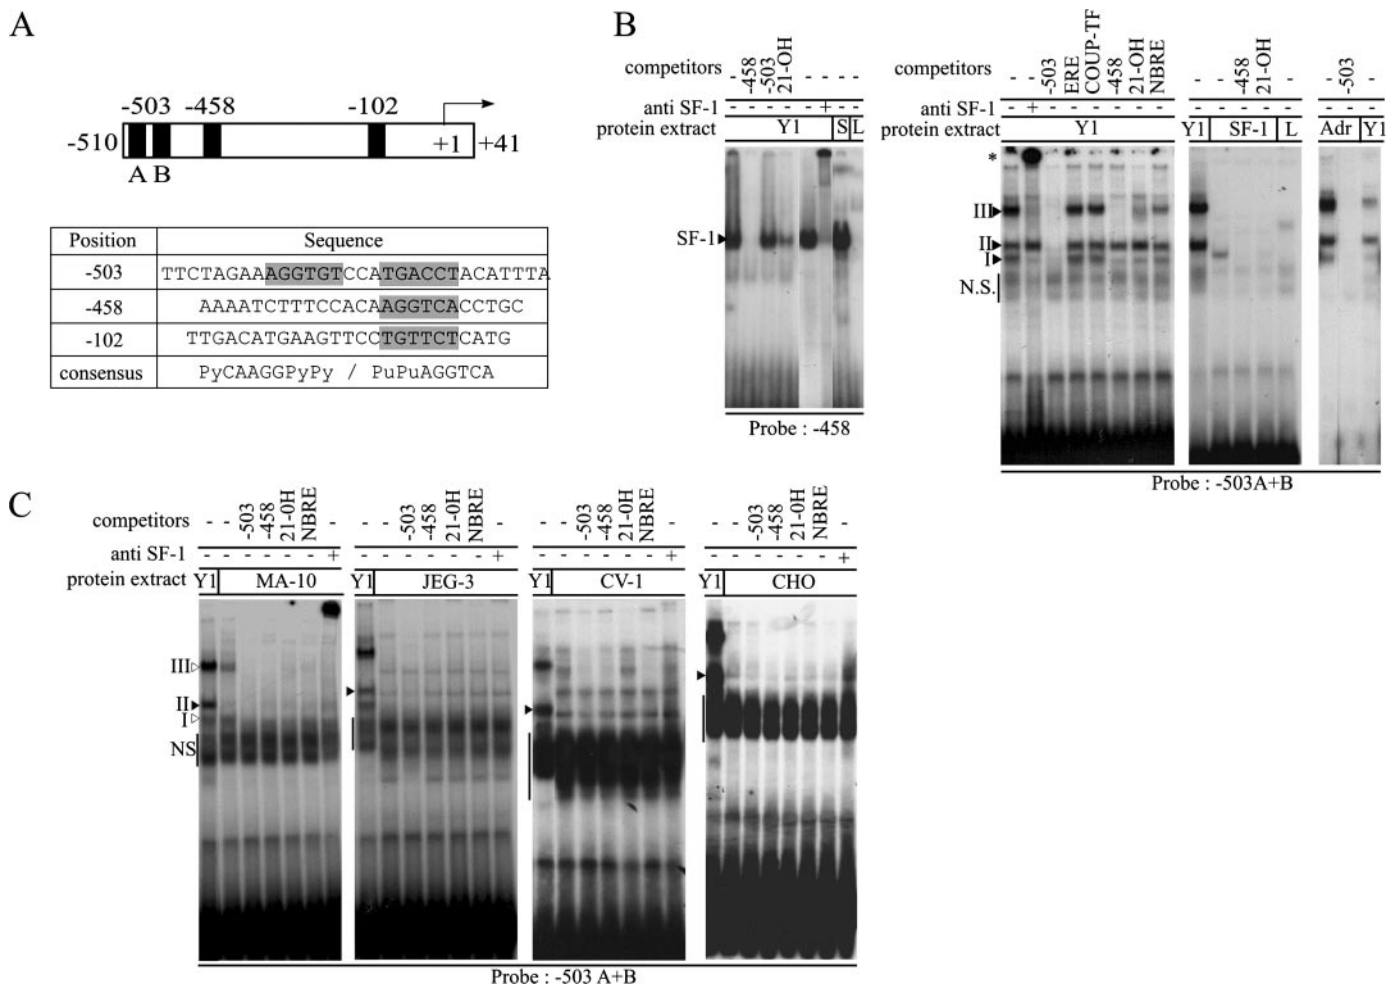 A
-503 -458 -102
-510 +1 +41
A B
Position Sequence
-503 TTCTAGAAAGGTGTCCATGACCTACATTTA
-458 AAAATCTTTCCACAAGGTCACCTGC
-102 TTGACATGAAGTTCCTGTTCTCATG
consensus PyCAAGGPyPy / PuPuAGGTCA
B
competitors - -458 -503 21-OH - - - -
anti SF-1 - - - - - + - -
protein extract Y1 S L
SF-1
Probe : -458
competitors - - -503 ERE COUP-TF -458 21-OH NBRE - - -458 21-OH - - -503 -
anti SF-1 - + - - - - - - - - - - - - - -
protein extract Y1 Y1 SF-1 L Adr Y1
*
III
II
I
N.S.
Probe : -503A+B
C
competitors - - -503 -458 21-0H NBRE - - - -503 -458 21-0H NBRE - - - -503 -458 21-0H NBRE - - - -503 -458 21-OH NBRE -
anti SF-1 - - - - - - + - - - - - - + - - - - - - + - - - - - - +
protein extract Y1 MA-10 Y1 JEG-3 Y1 CV-1 Y1 CHO
III
II
I
NS
Probe : -503 A+B